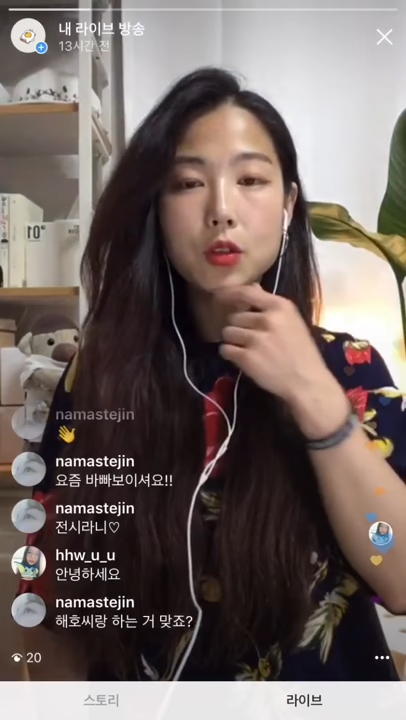 내 라이브 방송
13시간 전
namastejin
👋
namastejin
요즘 바빠보이셔요!!
namastejin
전시라니♡
hhw_u_u
안녕하세요
namastejin
해호씨랑 하는 거 맞죠?
20
스토리 라이브